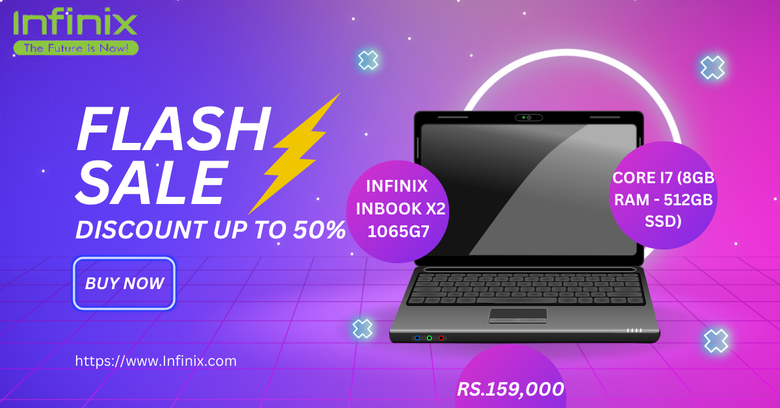 Infinix
The Future is Now!
FLASH
SALE
DISCOUNT UP TO 50%
BUY NOW
https://www.Infinix.com
INFINIX
INBOOK X2
1065G7
CORE I7 (8GB
RAM - 512GB
SSD)
RS.159,000